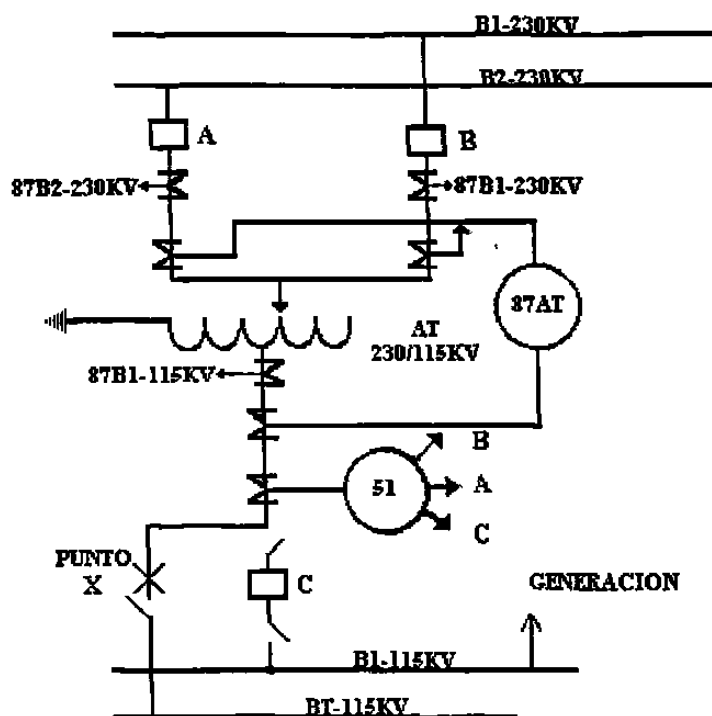 B1-230KV
B2-230KV
A
B
87B2-230KV
87B1-230KV
87AT
AT
230/115KV
87B1-115KV
B
51
A
C
PUNTO
X
C
GENERACION
B1-115KV
BT-115KV